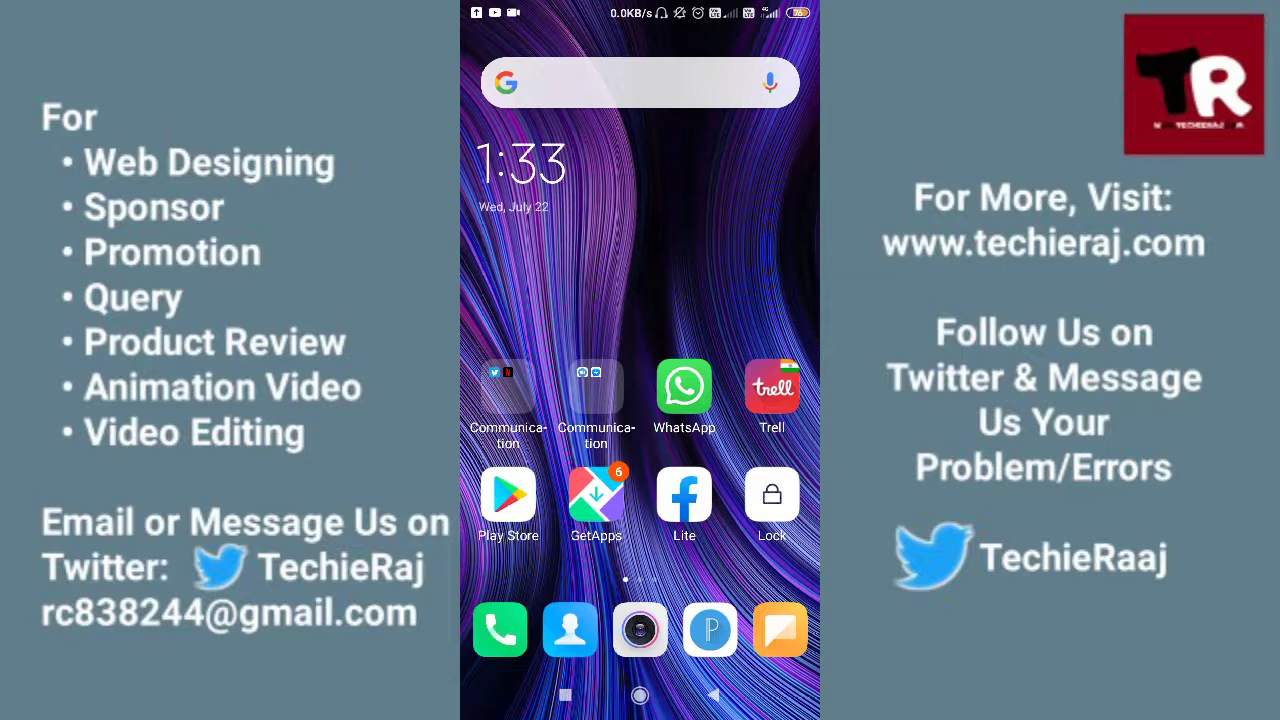 For
• Web Designing
• Sponsor
• Promotion
• Query
• Product Review
• Animation Video
• Video Editing
Email or Message Us on
Twitter: TechieRaj
rc838244@gmail.com
0.0KB/s
4G
76
1:33
Wed, July 22
Communica-
tion
Communica-
tion
WhatsApp
trell
Trell
6
Play Store
GetApps
Lite
Lock
P
TR
For More, Visit:
www.techieraj.com
Follow Us on
Twitter & Message
Us Your
Problem/Errors
TechieRaaj